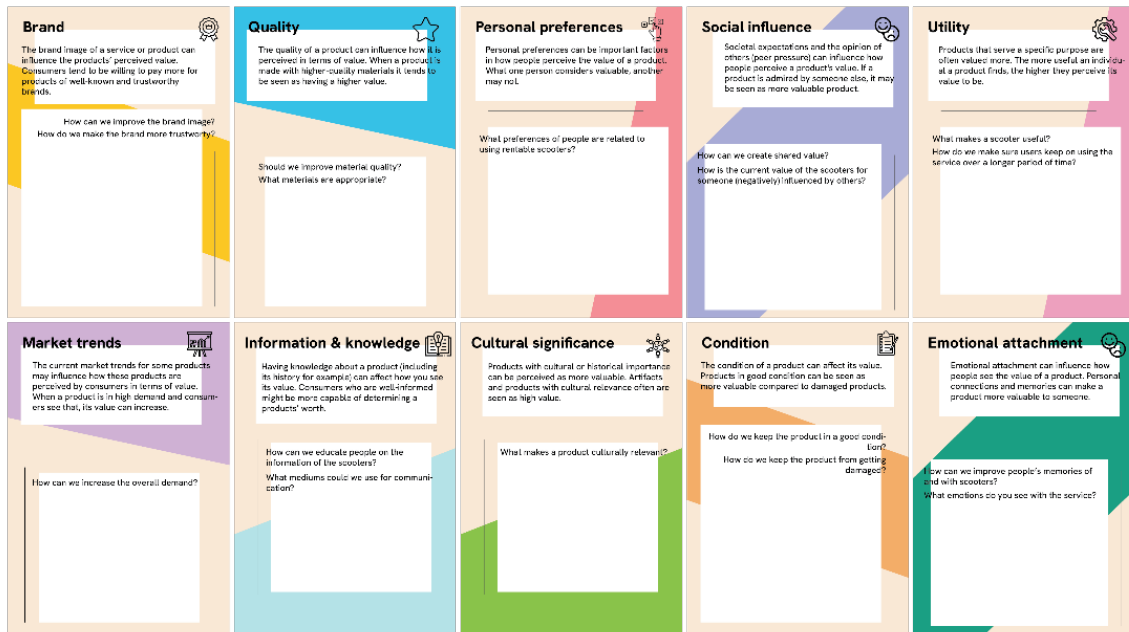 Brand
The brand image of a service or product can
influence the products' perceived value.
Consumers tend to be willing to pay more for
products of well-known and trustworthy
brands.
How can we improve the brand image?
How do we make the brand more trustworty?
Quality
The quality of a product can influence how it is
perceived in terms of value. When a product is
made with higher-quality materials it tends to
be seen as having a higher value.
Should we improve material quality?
What materials are appropriate?
Personal preferences
Personal preferences can be important factors
in how people perceive the value of a product.
What one person considers valuable, another
may not.
What preferences of people are related to
using rentable scooters?
Social influence
Societal expectations and the opinion of
others (peer pressure) can influence how
people perceive a product's value. If a
product is admired by someone else, it may
be seen as more valuable product.
How can we create shared value?
How is the current value of the scooters for
someone (negatively) influenced by others?
Utility
Products that serve a specific purpose are
often valued more. The more useful an individu-
al a product finds, the higher they perceive its
value to be.
What makes a scooter useful?
How do we make sure users keep on using the
service over a longer period of time?
Market trends
The current market trends for some products
may influence how these products are
perceived by consumers in terms of value.
When a product is in high demand and consum-
ers see that, its value can increase.
How can we increase the overall demand?
Information & knowledge
Having knowledge about a product (including
its history for example) can affect how you see
its value. Consumers who are well-informed
might be more capable of determining a
products' worth.
How can we educate people on the
information of the scooters?
What mediums could we use for communi-
cation?
Cultural significance
Products with cultural or historical importance
can be perceived as more valuable. Artifacts
and products with cultural relevance often are
seen as high value.
What makes a product culturally relevant?
Condition
The condition of a product can affect its value.
Products in good condition can be seen as
more valuable compared to damaged products.
How do we keep the product in a good condi-
tion?
How do we keep the product from getting
damaged?
Emotional attachment
Emotional attachment can influence how
people see the value of a product. Personal
connections and memories can make a
product more valuable to someone.
How can we improve people's memories of
and with scooters?
What emotions do you see with the service?